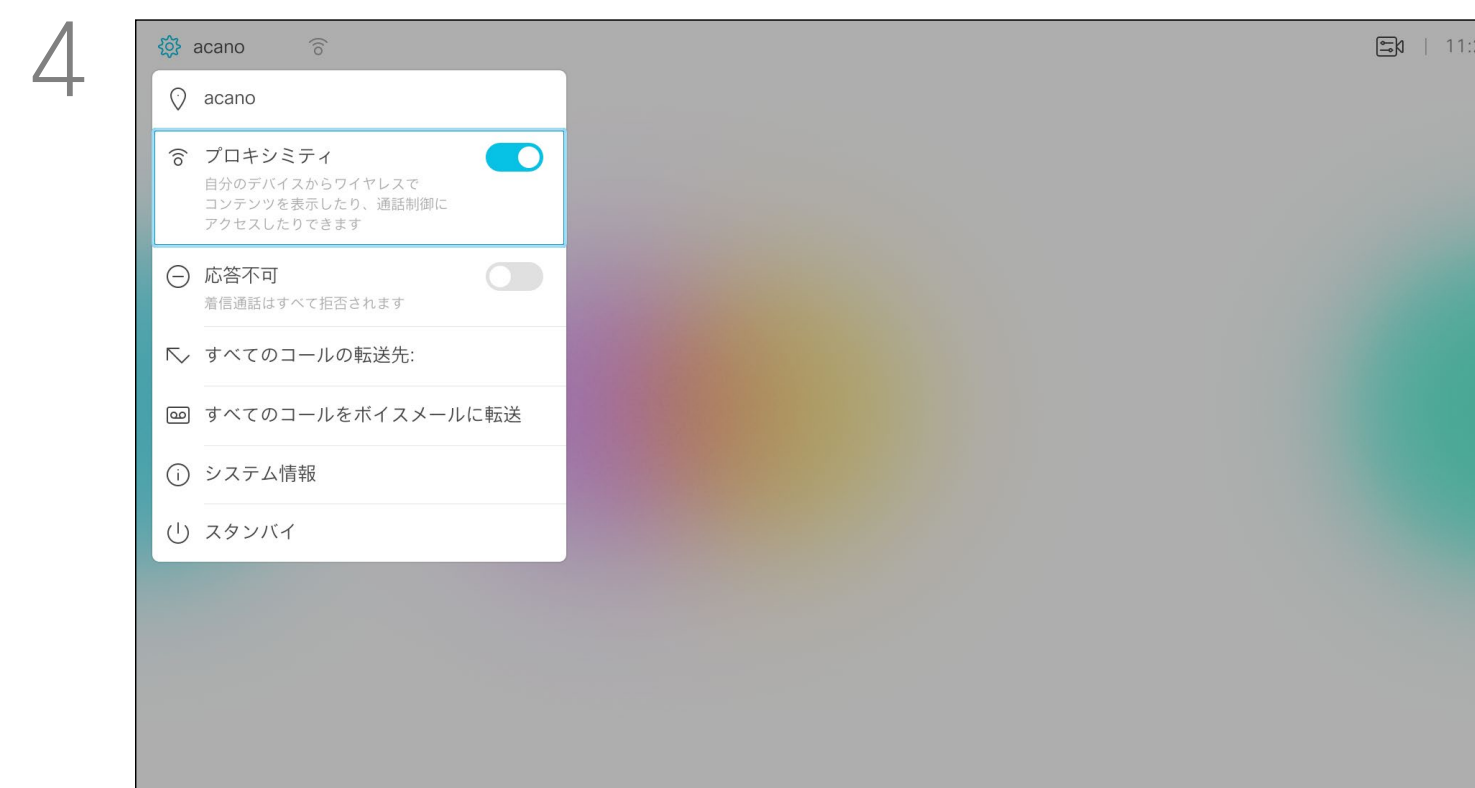 4
acano
11:
acano
プロキシミティ
自分のデバイスからワイヤレスで
コンテンツを表示したり、通話制御に
アクセスしたりできます
応答不可
着信通話はすべて拒否されます
すべてのコールの転送先:
すべてのコールをボイスメールに転送
システム情報
スタンバイ